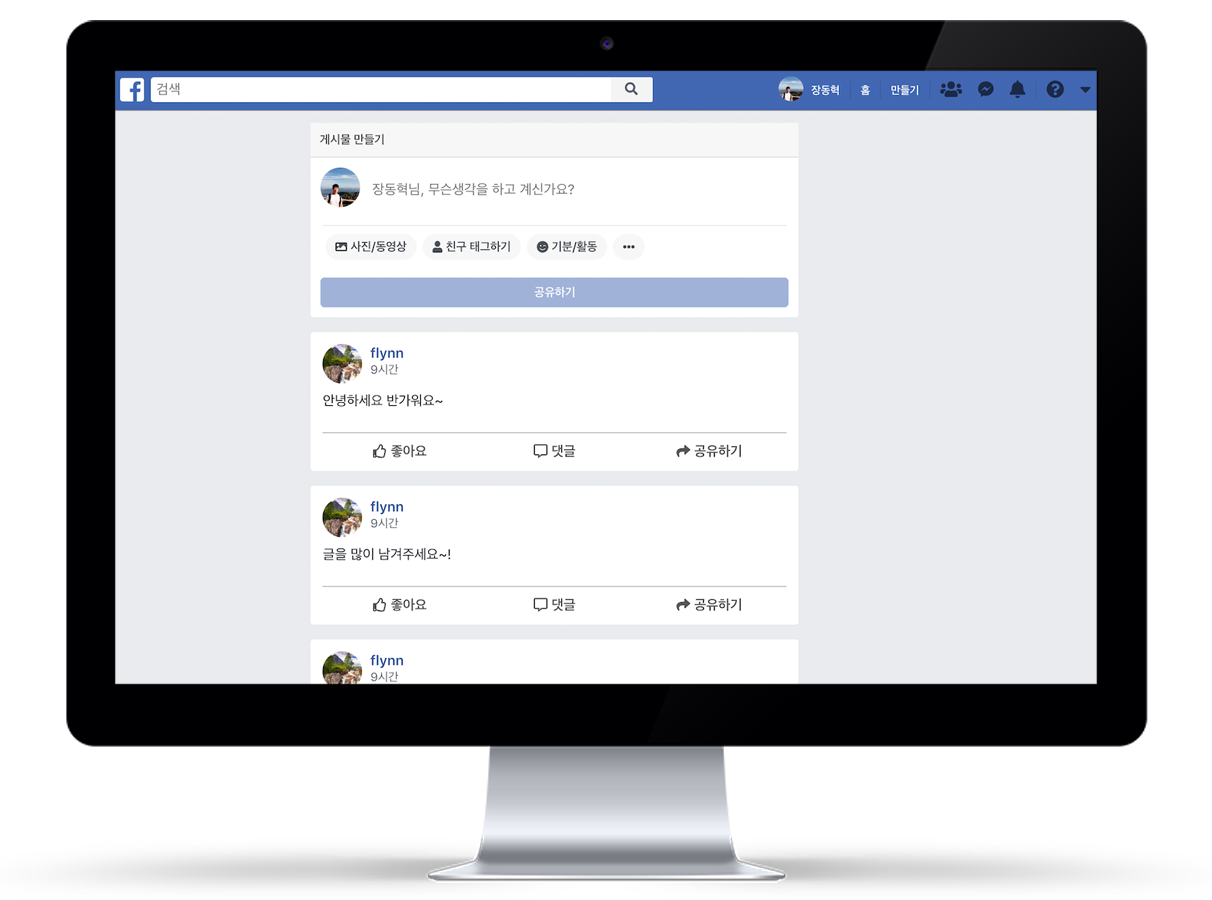 검색
장동혁 홈 만들기
게시물 만들기
장동혁님, 무슨생각을 하고 계신가요?
사진/동영상 친구 태그하기 기분/활동
공유하기
flynn
9시간
안녕하세요 반가워요~
좋아요 댓글 공유하기
flynn
9시간
글을 많이 남겨주세요~!
좋아요 댓글 공유하기
flynn
9시간